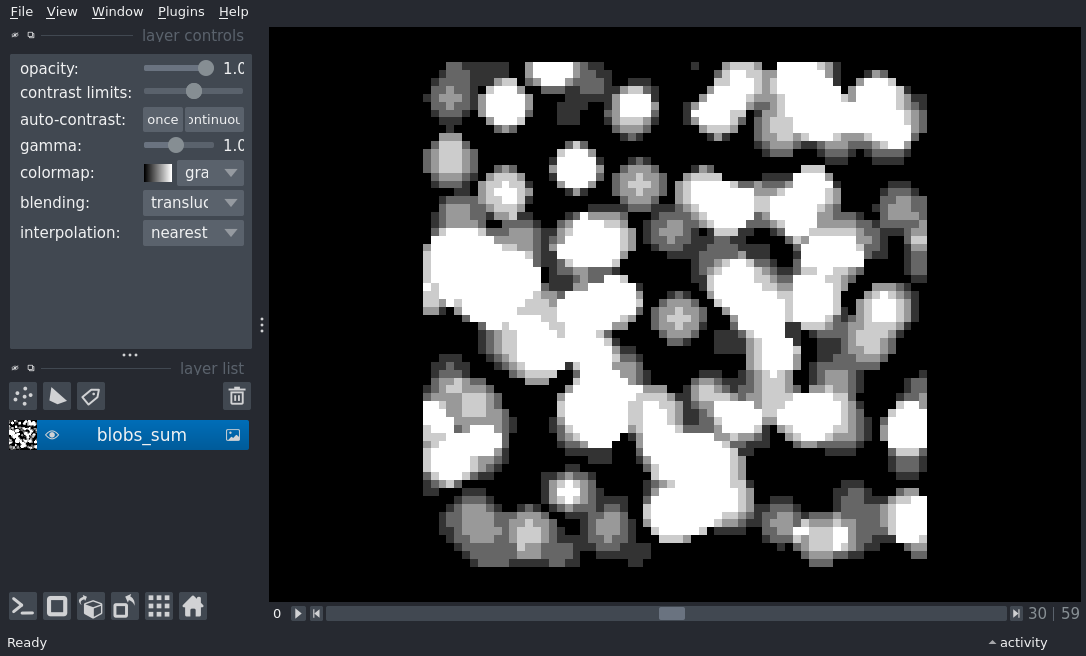 File View Window Plugins Help
layer controls
opacity: 1.0
contrast limits:
auto-contrast: once ontinuou
gamma: 1.0
colormap: gra
blending: transluc
interpolation: nearest
layer list
blobs_sum
0 30 | 59
Ready activity